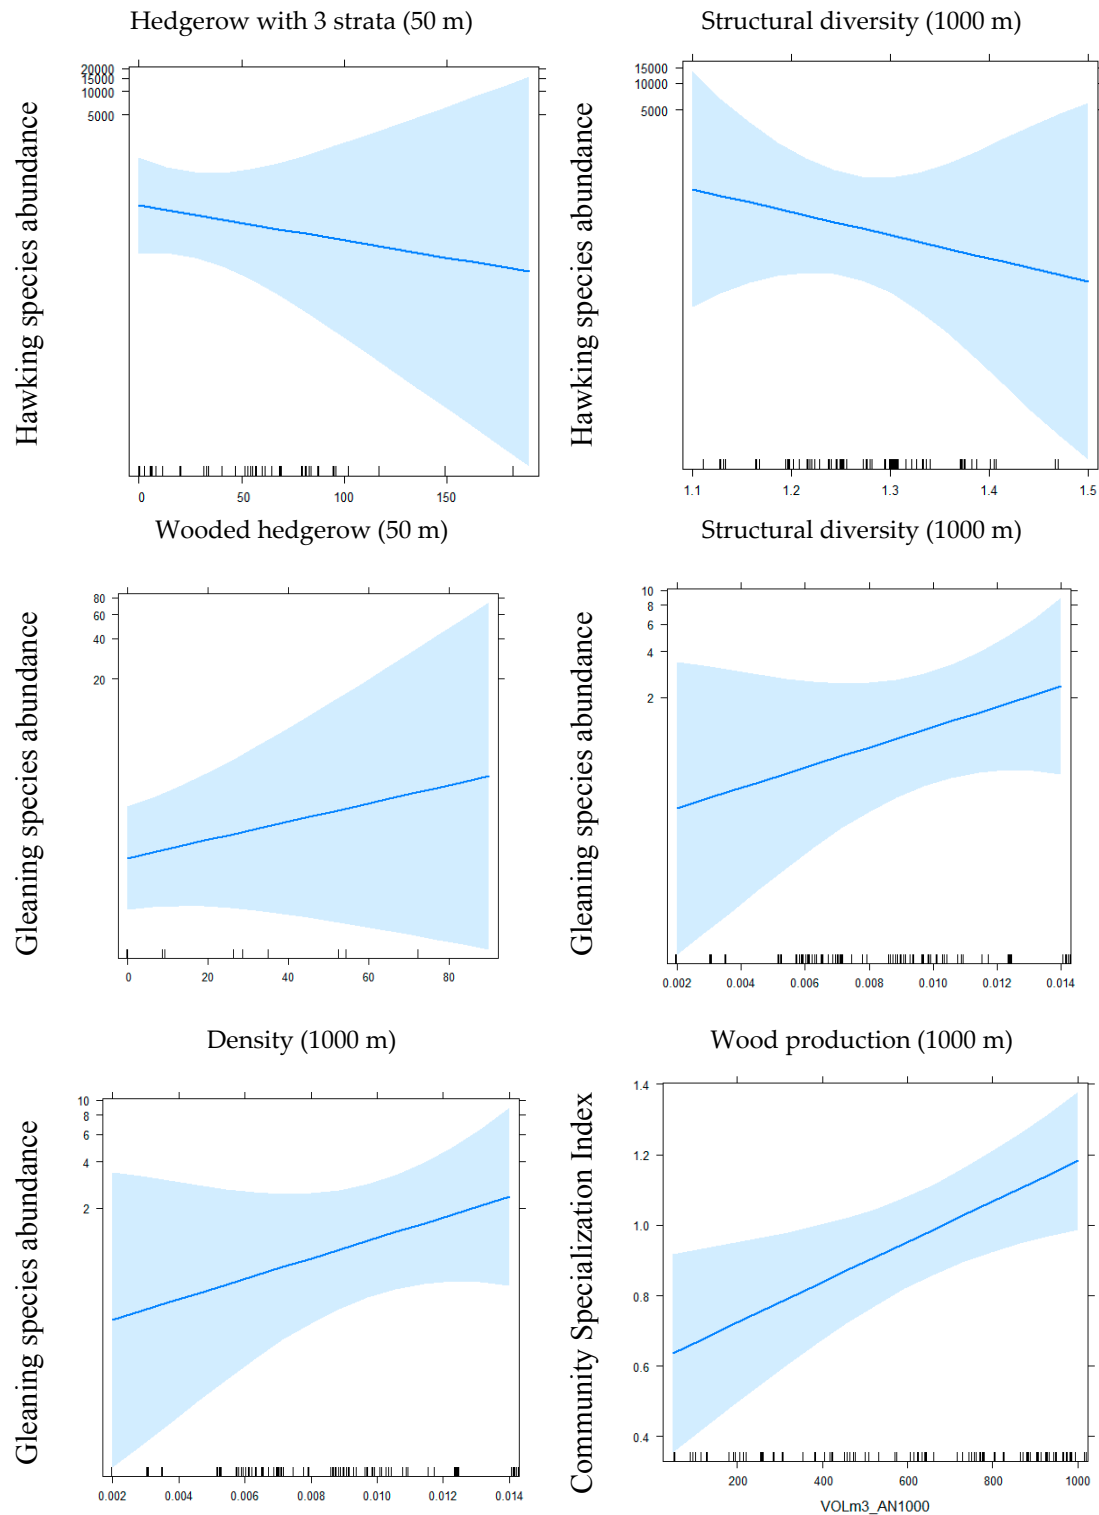 Hedgerow with 3 strata (50 m)
Hawking species abundance
20000
15000
10000
5000
0 50 100 150
Structural diversity (1000 m)
Hawking species abundance
15000
10000
5000
1.1 1.2 1.3 1.4 1.5
Wooded hedgerow (50 m)
Gleaning species abundance
80
60
40
20
0 20 40 60 80
Structural diversity (1000 m)
Gleaning species abundance
10
8
6
4
2
0.002 0.004 0.006 0.008 0.010 0.012 0.014
Density (1000 m)
Gleaning species abundance
10
8
6
4
2
0.002 0.004 0.006 0.008 0.010 0.012 0.014
Wood production (1000 m)
Community Specialization Index
1.4
1.2
1.0
0.8
0.6
0.4
200 400 600 800 1000
VOLm3_AN1000